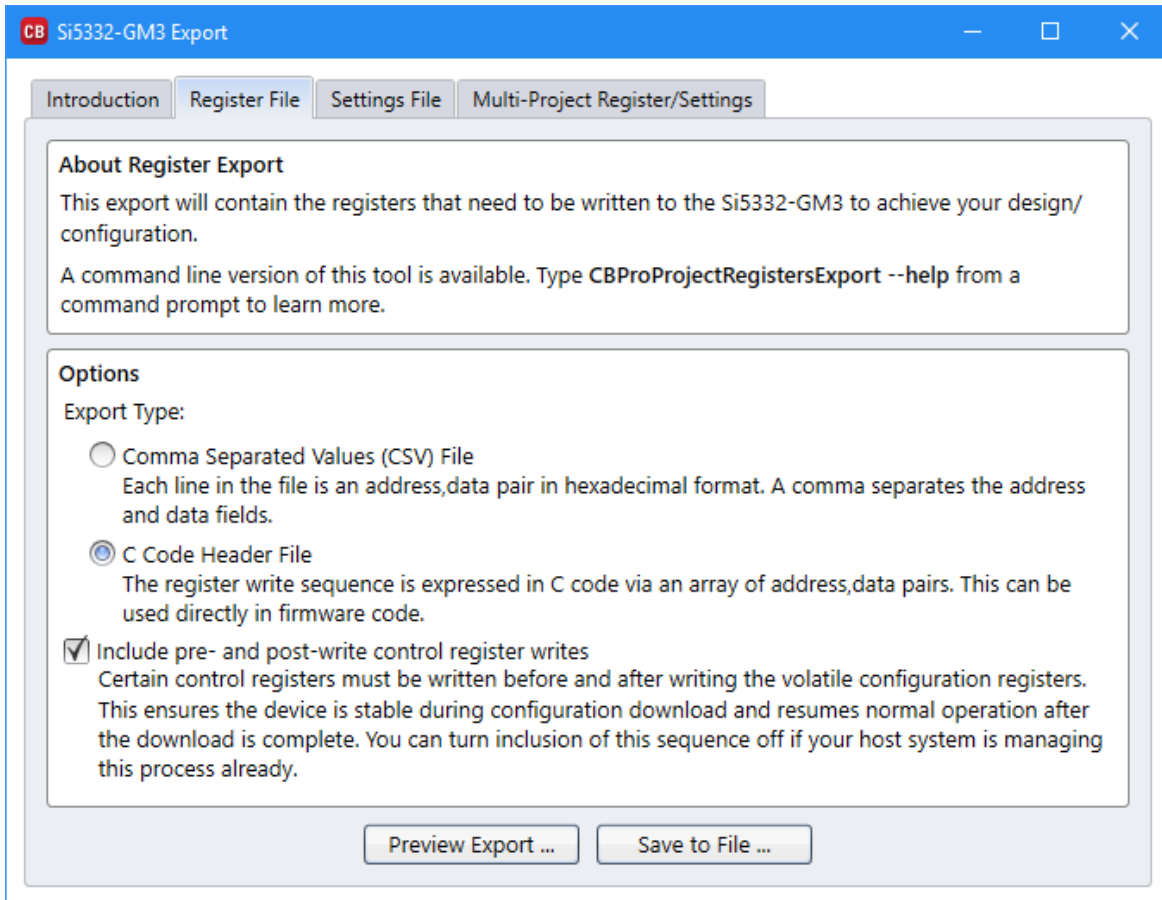 CB Si5332-GM3 Export
Introduction Register File Settings File Multi-Project Register/Settings
About Register Export
This export will contain the registers that need to be written to the Si5332-GM3 to achieve your design/
configuration.
A command line version of this tool is available. Type CBProProjectRegistersExport --help from a
command prompt to learn more.
Options
Export Type:
Comma Separated Values (CSV) File
Each line in the file is an address,data pair in hexadecimal format. A comma separates the address
and data fields.
C Code Header File
The register write sequence is expressed in C code via an array of address,data pairs. This can be
used directly in firmware code.
Include pre- and post-write control register writes
Certain control registers must be written before and after writing the volatile configuration registers.
This ensures the device is stable during configuration download and resumes normal operation after
the download is complete. You can turn inclusion of this sequence off if your host system is managing
this process already.
Preview Export ... Save to File ...